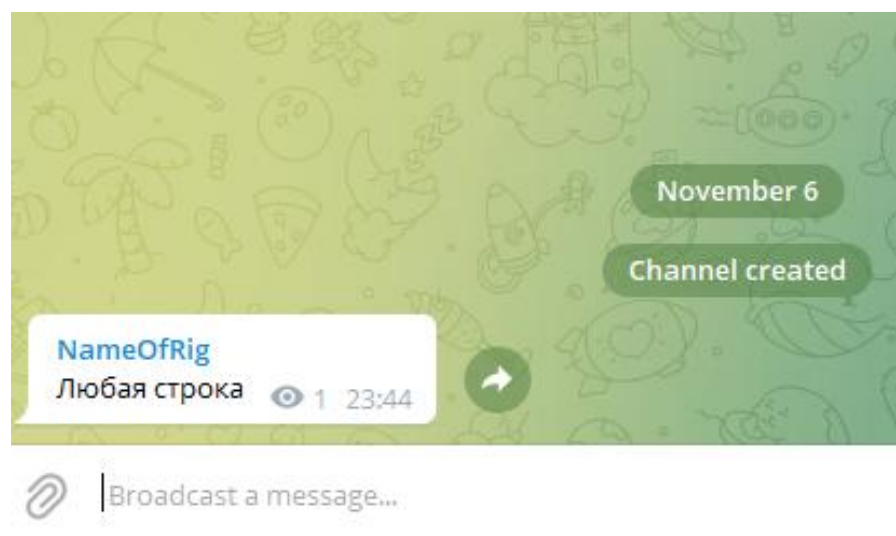 November 6
Channel created
NameOfRig
Любая строка 1 23:44
Broadcast a message...